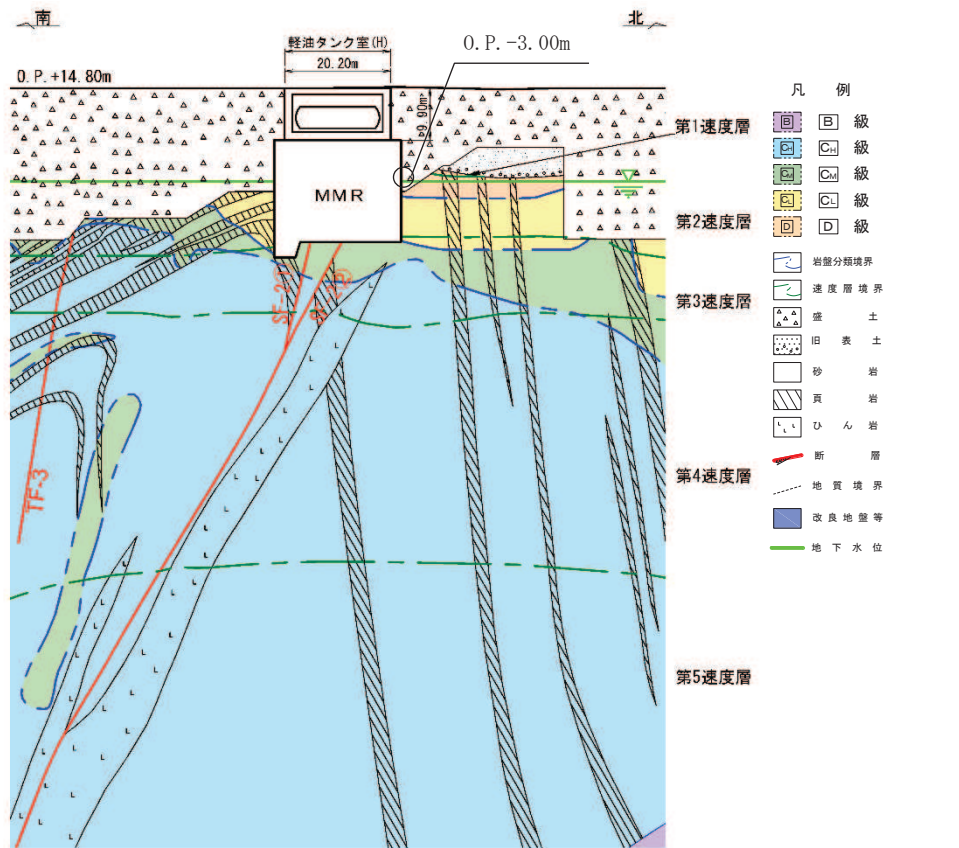 南
北
軽油タンク室(H)
20.20m
O.P.-3.00m
O.P.+14.80m
9.90m
MMR
第1速度層
第2速度層
第3速度層
第4速度層
第5速度層
TF-3
凡 例
B B 級
CH CH 級
CM CM 級
CL CL 級
D D 級
岩盤分類境界
速度層境界
盛 土
旧 表 土
砂 岩
頁 岩
ひ ん 岩
断 層
地 質 境 界
改 良 地 盤 等
地 下 水 位